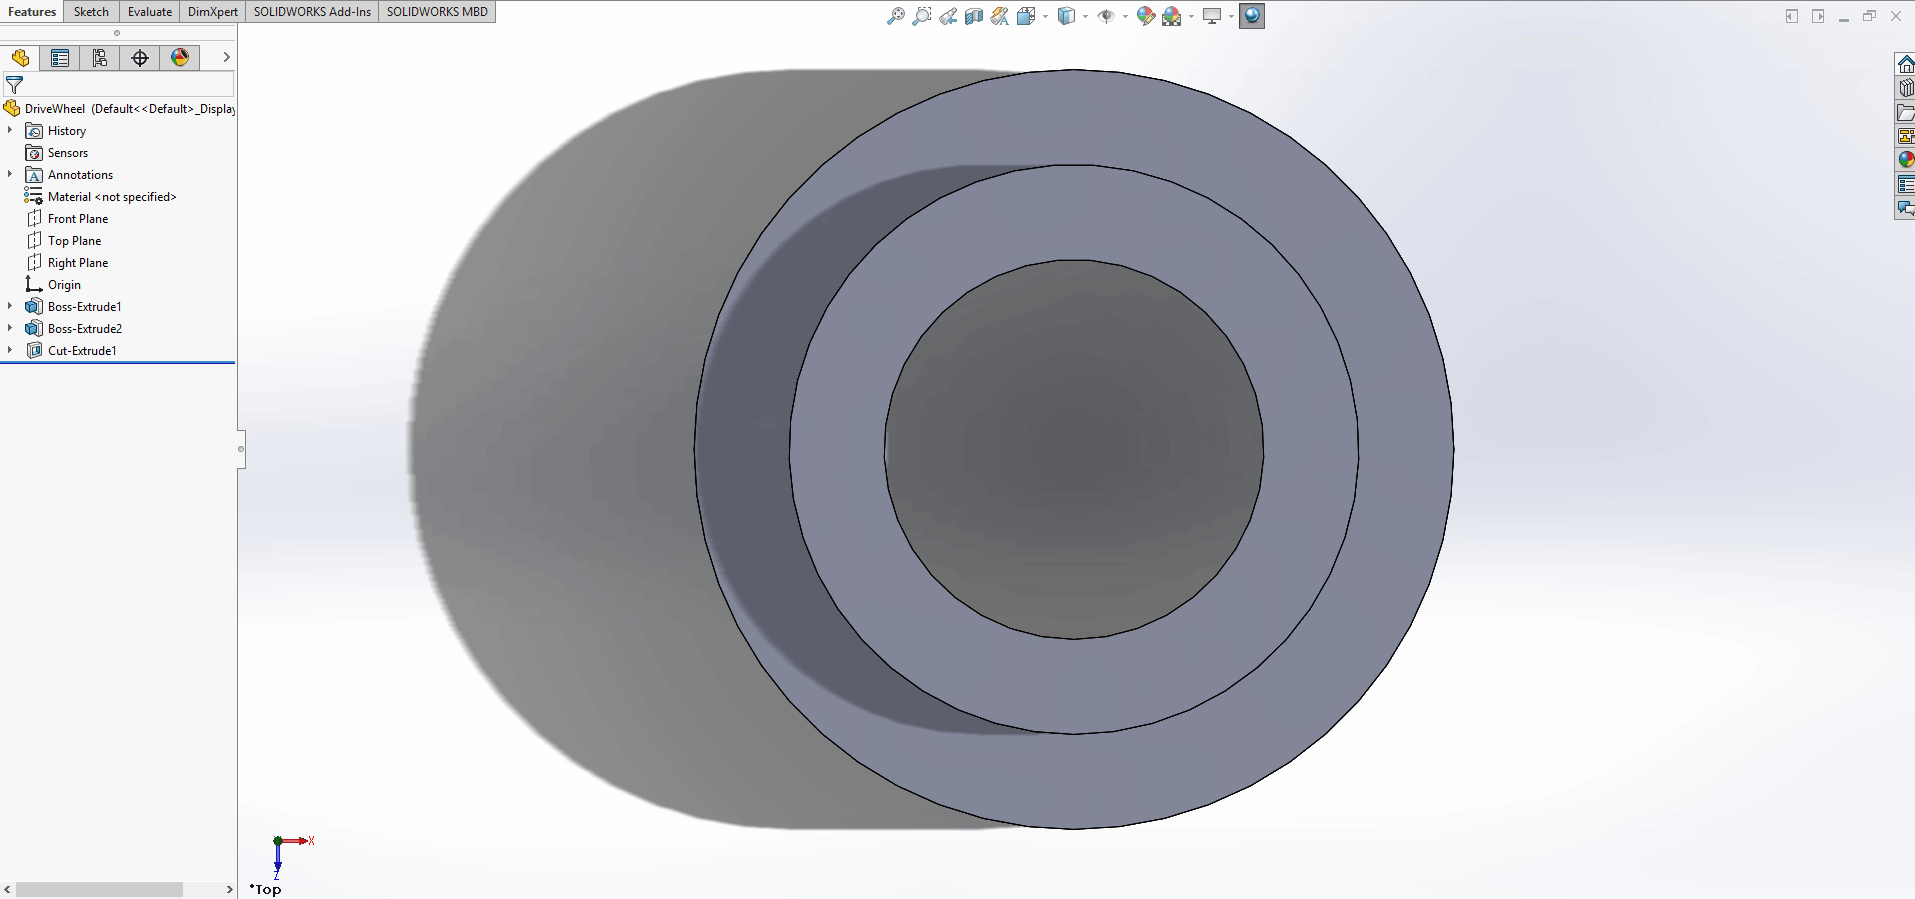 Features Sketch Evaluate DimXpert SOLIDWORKS Add-Ins SOLIDWORKS MBD
DriveWheel (Default<<Default>_Display
History
Sensors
A Annotations
Material <not specified>
Front Plane
Top Plane
Right Plane
Origin
Boss-Extrude1
Boss-Extrude2
Cut-Extrude1
X
Z
*Top